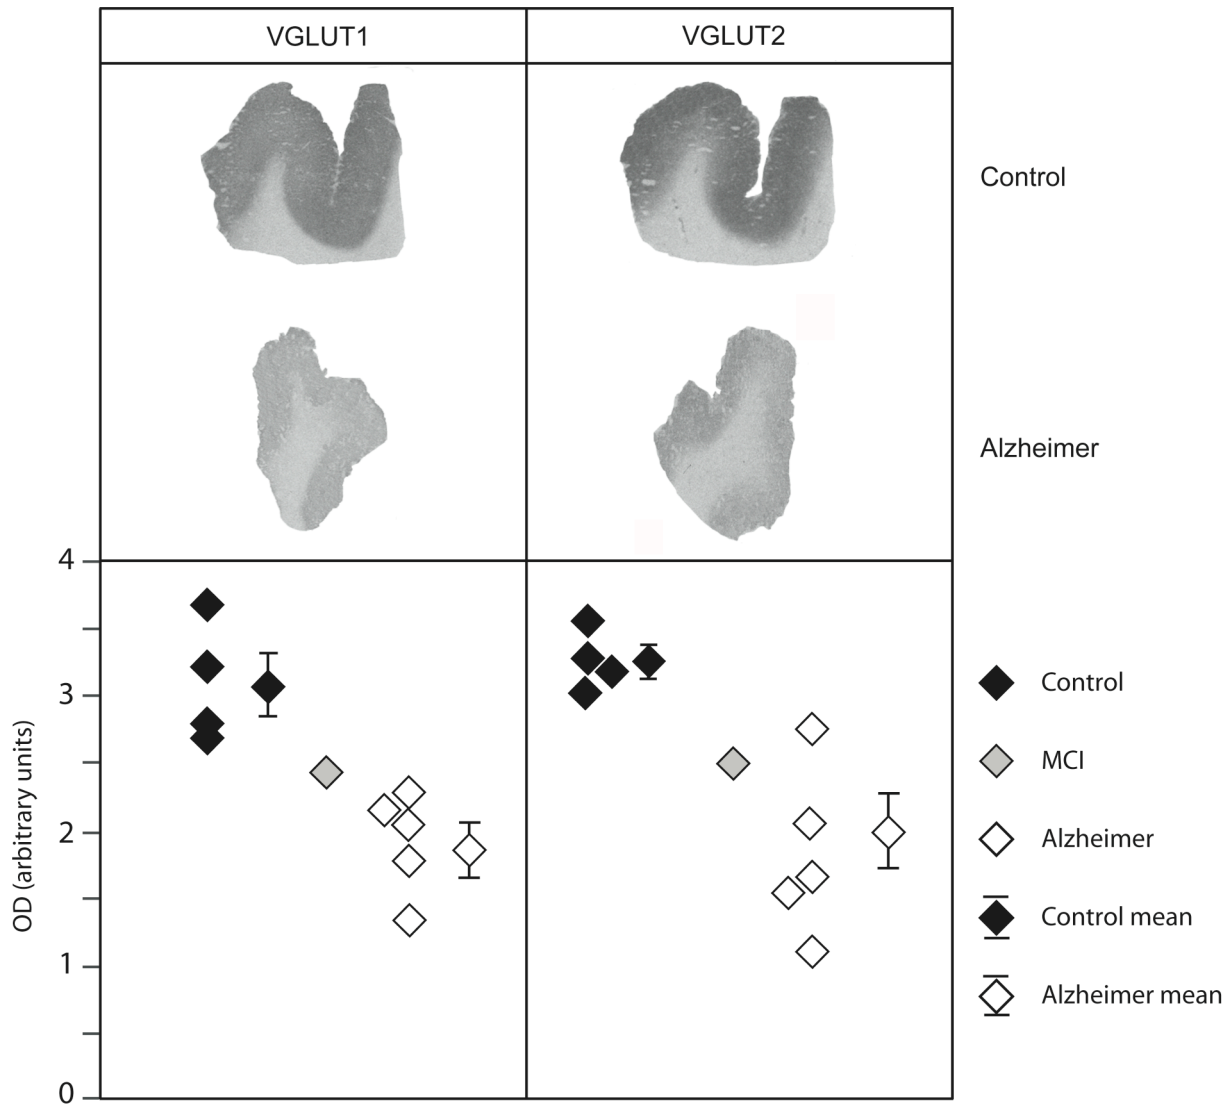 VGLUT1
VGLUT2
Control
Alzheimer
4
3
2
1
0
OD (arbitrary units)
Control
MCI
Alzheimer
Control mean
Alzheimer mean